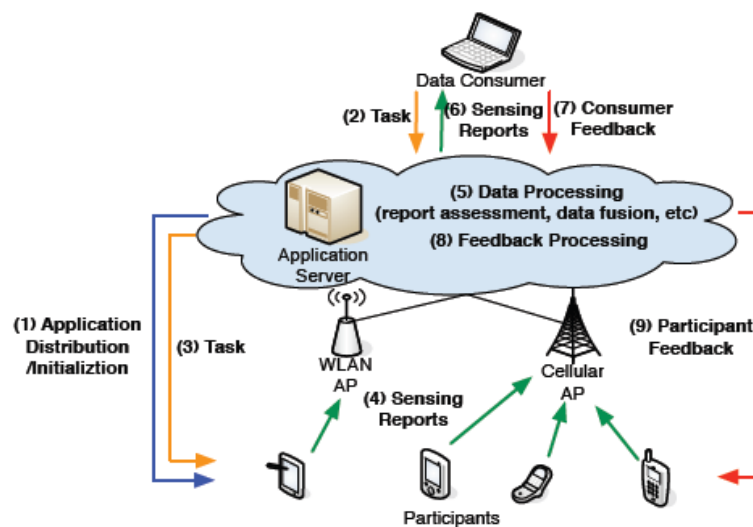 Data Consumer
(2) Task
(6) Sensing
Reports
(7) Consumer
Feedback
(5) Data Processing
(report assessment, data fusion, etc)
(8) Feedback Processing
Application
Server
(1) Application
Distribution
/Initializtion
(3) Task
WLAN
AP
Cellular
AP
(9) Participant
Feedback
(4) Sensing
Reports
Participants